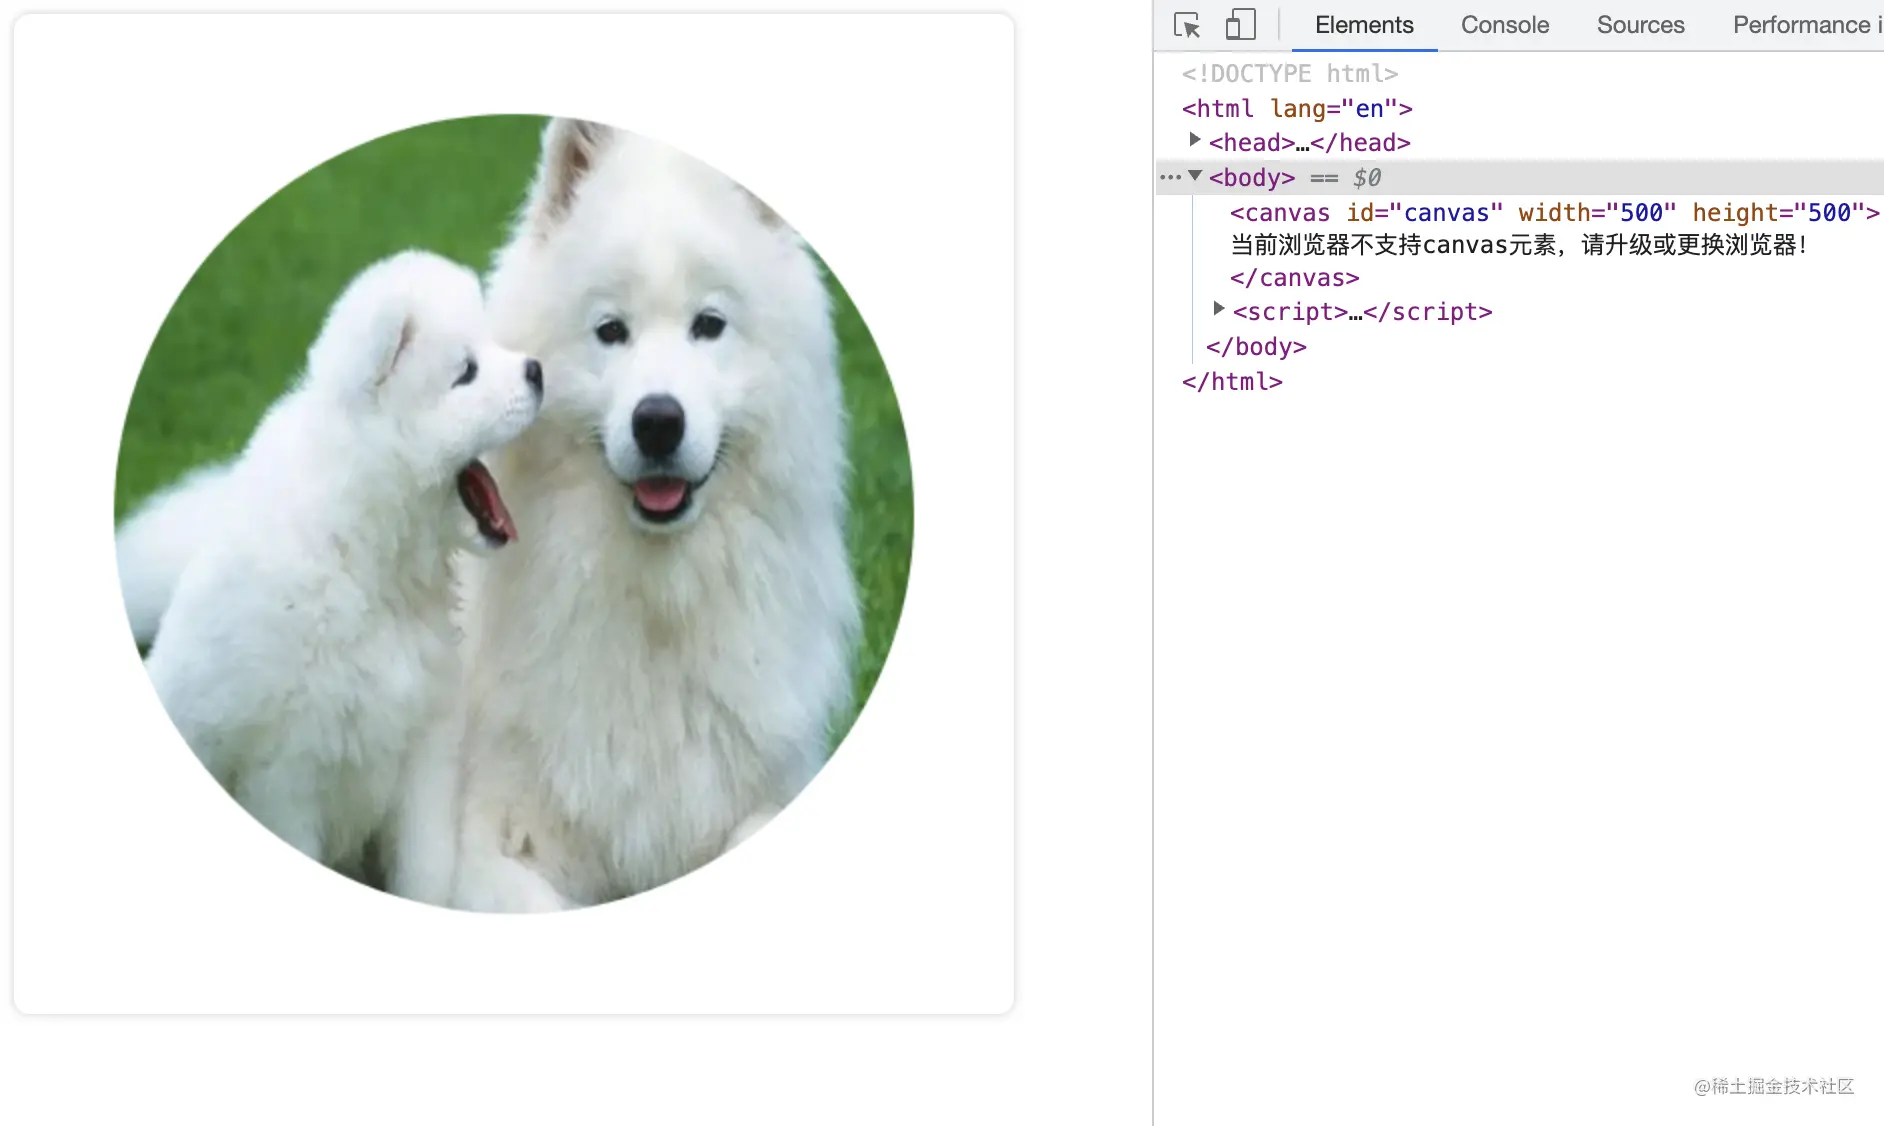 Elements Console Sources Performance i
<!DOCTYPE html>
<html lang="en">
<head>…</head>
<body> == $0
<canvas id="canvas" width="500" height="500">
当前浏览器不支持canvas元素，请升级或更换浏览器！
</canvas>
<script>…</script>
</body>
</html>
@稀土掘金技术社区